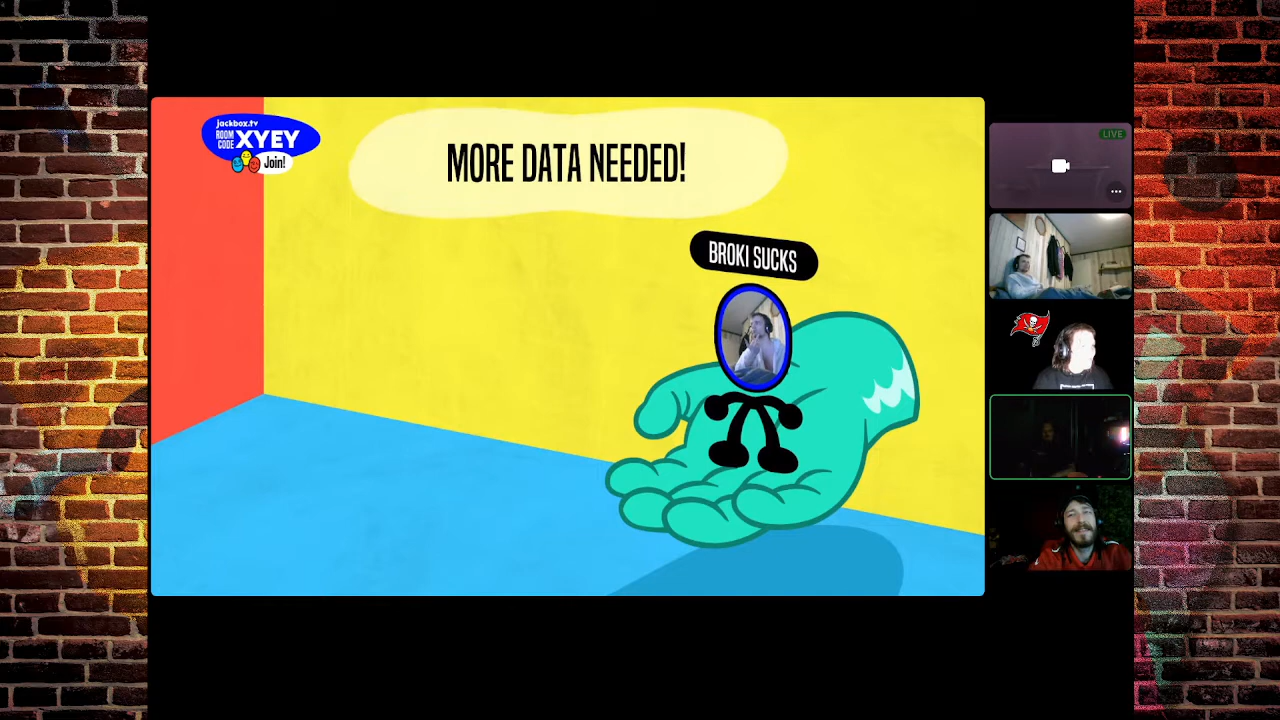 jackbox.tv
ROOM
CODE
XYEY
Join!
MORE DATA NEEDED!
BROKI SUCKS
LIVE